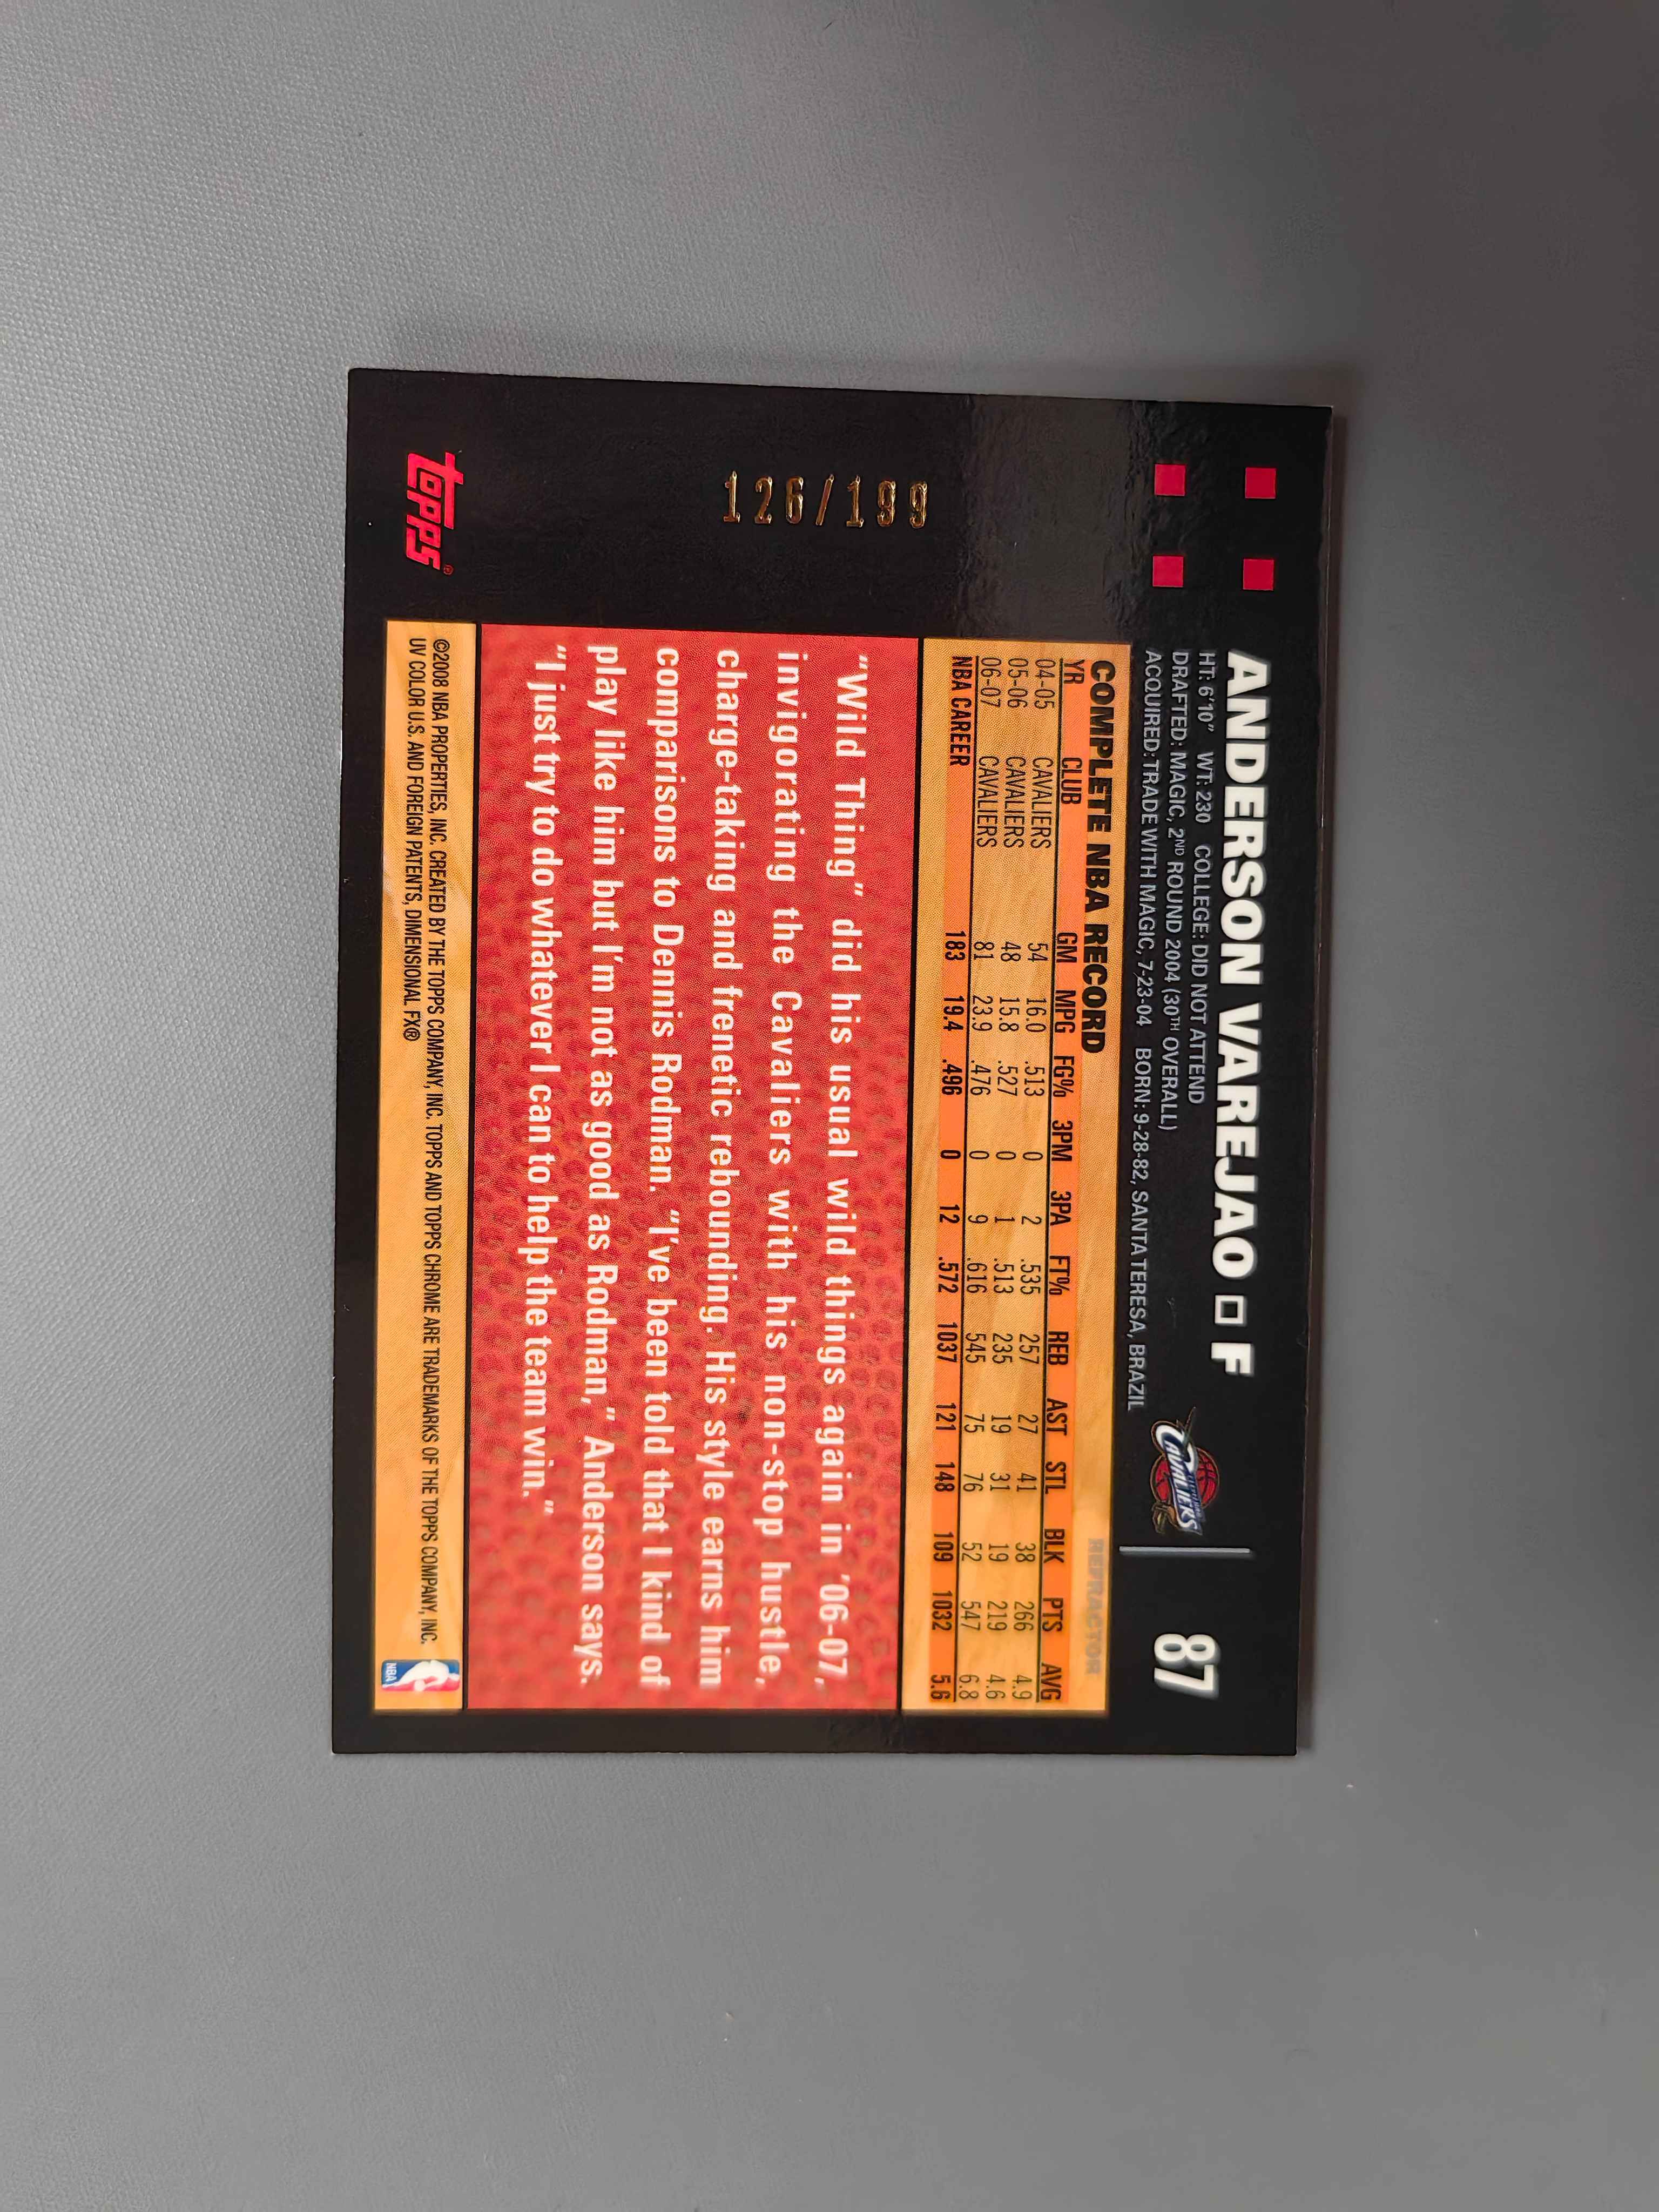 ANDERSON VAREJAO □ F
HT: 6'10" WT: 230 COLLEGE: DID NOT ATTEND
DRAFTED: MAGIC, 2ND ROUND 2004 (30TH OVERALL)
ACQUIRED: TRADE WITH MAGIC, 7-23-04 BORN: 9-28-82, SANTA TERESA, BRAZIL
CAVALIERS
87
COMPLETE NBA RECORD REFRACTOR
YR CLUB GM MPG FG% 3PM 3PA FT% REB AST STL BLK PTS AVG
04-05 CAVALIERS 54 16.0 .513 0 2 .535 257 27 41 38 266 4.9
05-06 CAVALIERS 48 15.8 .527 0 1 .513 235 19 31 19 219 4.6
06-07 CAVALIERS 81 23.9 .476 0 9 .616 545 75 76 52 547 6.8
NBA CAREER 183 19.4 .496 0 12 .572 1037 121 148 109 1032 5.6
"Wild Thing" did his usual wild things again in '06-07,
invigorating the Cavaliers with his non-stop hustle,
charge-taking and frenetic rebounding. His style earns him
comparisons to Dennis Rodman. "I've been told that I kind of
play like him but I'm not as good as Rodman," Anderson says.
"I just try to do whatever I can to help the team win."
©2008 NBA PROPERTIES, INC. CREATED BY THE TOPPS COMPANY, INC. TOPPS AND TOPPS CHROME ARE TRADEMARKS OF THE TOPPS COMPANY, INC.
UV COLOR U.S. AND FOREIGN PATENTS, DIMENSIONAL FX®
NBA
126/199
topps®